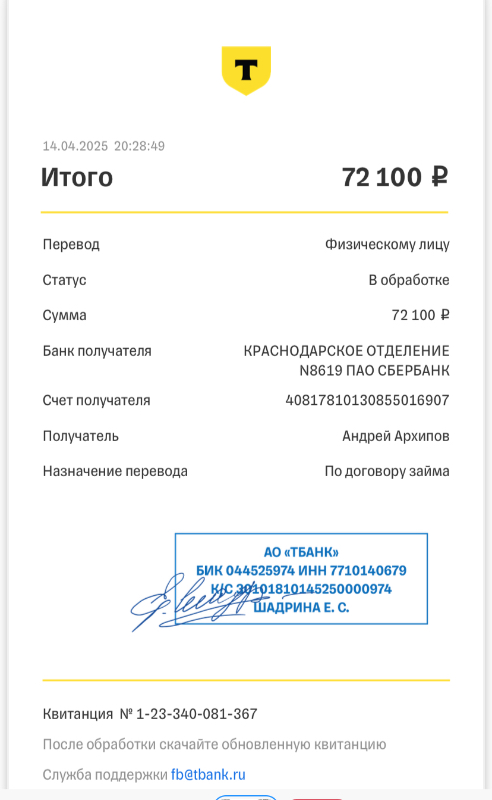 Т
14.04.2025 20:28:49
Итого 72 100 ₽
Перевод Физическому лицу
Статус В обработке
Сумма 72 100 ₽
Банк получателя КРАСНОДАРСКОЕ ОТДЕЛЕНИЕ
N8619 ПАО СБЕРБАНК
Счет получателя 40817810130855016907
Получатель Андрей Архипов
Назначение перевода По договору займа
АО «ТБАНК»
БИК 044525974 ИНН 7710140679
К/С 30101810145250000974
ШАДРИНА Е. С.
Квитанция № 1-23-340-081-367
После обработки скачайте обновленную квитанцию
Служба поддержки fb@tbank.ru